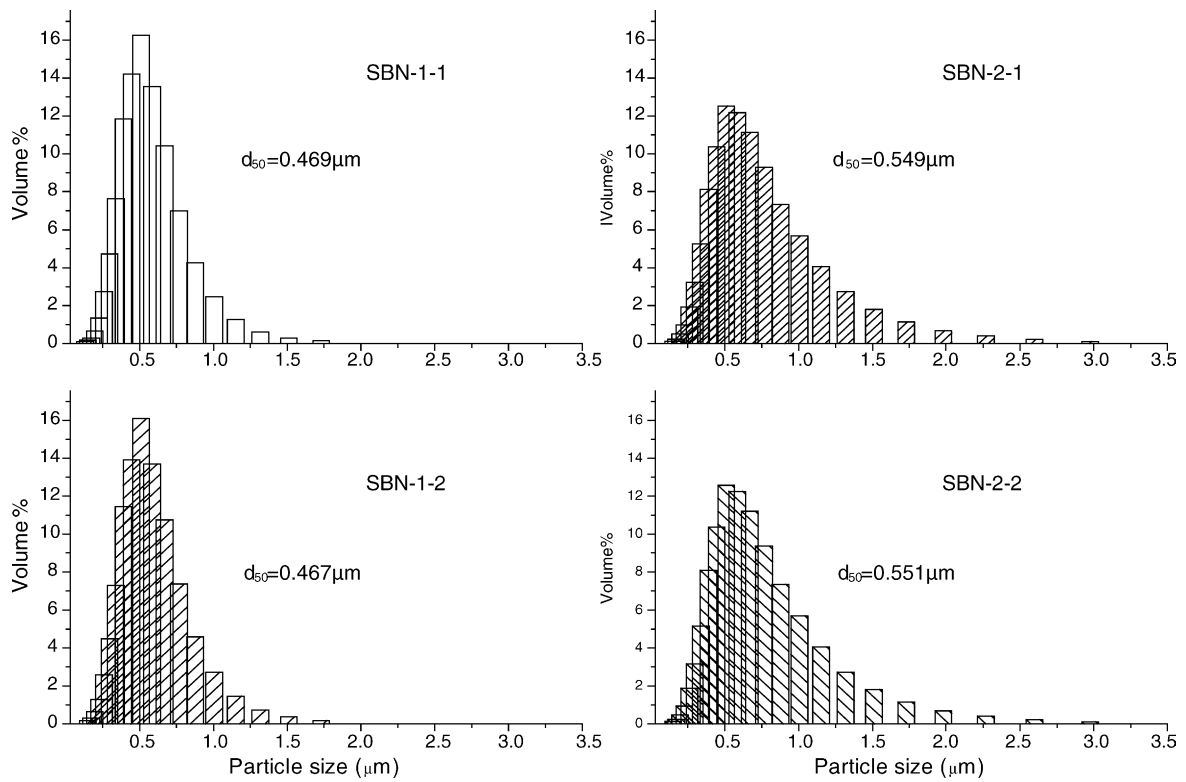 16
14
12
10
8
6
4
2
0
Volume%
SBN-1-1
d₅₀=0.469μm
0.5 1.0 1.5 2.0 2.5 3.0 3.5
16
14
12
10
8
6
4
2
0
IVolume%
SBN-2-1
d₅₀=0.549μm
0.5 1.0 1.5 2.0 2.5 3.0 3.5
16
14
12
10
8
6
4
2
0
Volume%
SBN-1-2
d₅₀=0.467μm
0.5 1.0 1.5 2.0 2.5 3.0 3.5
Particle size (μm)
16
14
12
10
8
6
4
2
0
Volume%
SBN-2-2
d₅₀=0.551μm
0.5 1.0 1.5 2.0 2.5 3.0 3.5
Particle size (μm)